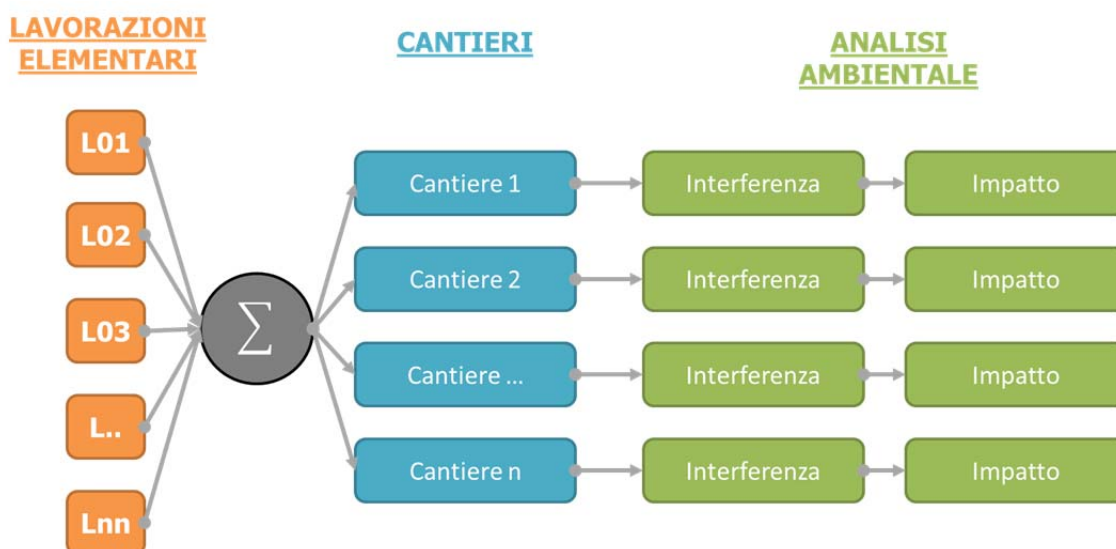 LAVORAZIONI
ELEMENTARI
CANTIERI
ANALISI
AMBIENTALE
L01
L02
L03
L..
Lnn
∑
Cantiere 1
Interferenza
Impatto
Cantiere 2
Interferenza
Impatto
Cantiere ...
Interferenza
Impatto
Cantiere n
Interferenza
Impatto